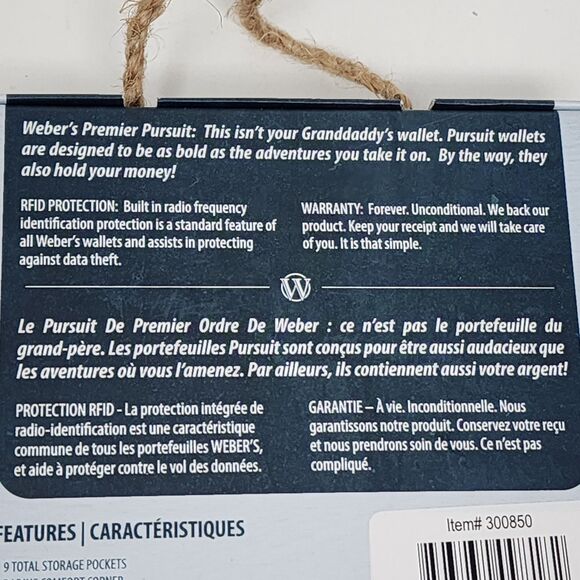 Weber's Premier Pursuit: This isn't your Granddaddy's wallet. Pursuit wallets
are designed to be as bold as the adventures you take it on. By the way, they
also hold your money!
RFID PROTECTION: Built in radio frequency
identification protection is a standard feature of
all Weber's wallets and assists in protecting
against data theft.
WARRANTY: Forever. Unconditional. We back our
product. Keep your receipt and we will take care
of you. It is that simple.
W
Le Pursuit De Premier Ordre De Weber : ce n'est pas le portefeuille du
grand-père. Les portefeuilles Pursuit sont conçus pour être aussi audacieux que
les aventures où vous l'amenez. Par ailleurs, ils contiennent aussi votre argent!
PROTECTION RFID - La protection intégrée de
radio-identification est une caractéristique
commune de tous les portefeuilles WEBER'S,
et aide à protéger contre le vol des données.
GARANTIE – À vie. Inconditionnelle. Nous
garantissons notre produit. Conservez votre reçu
et nous prendrons soin de vous. Ce n'est pas
compliqué.
FEATURES | CARACTÉRISTIQUES
9 TOTAL STORAGE POCKETS
Item# 300850